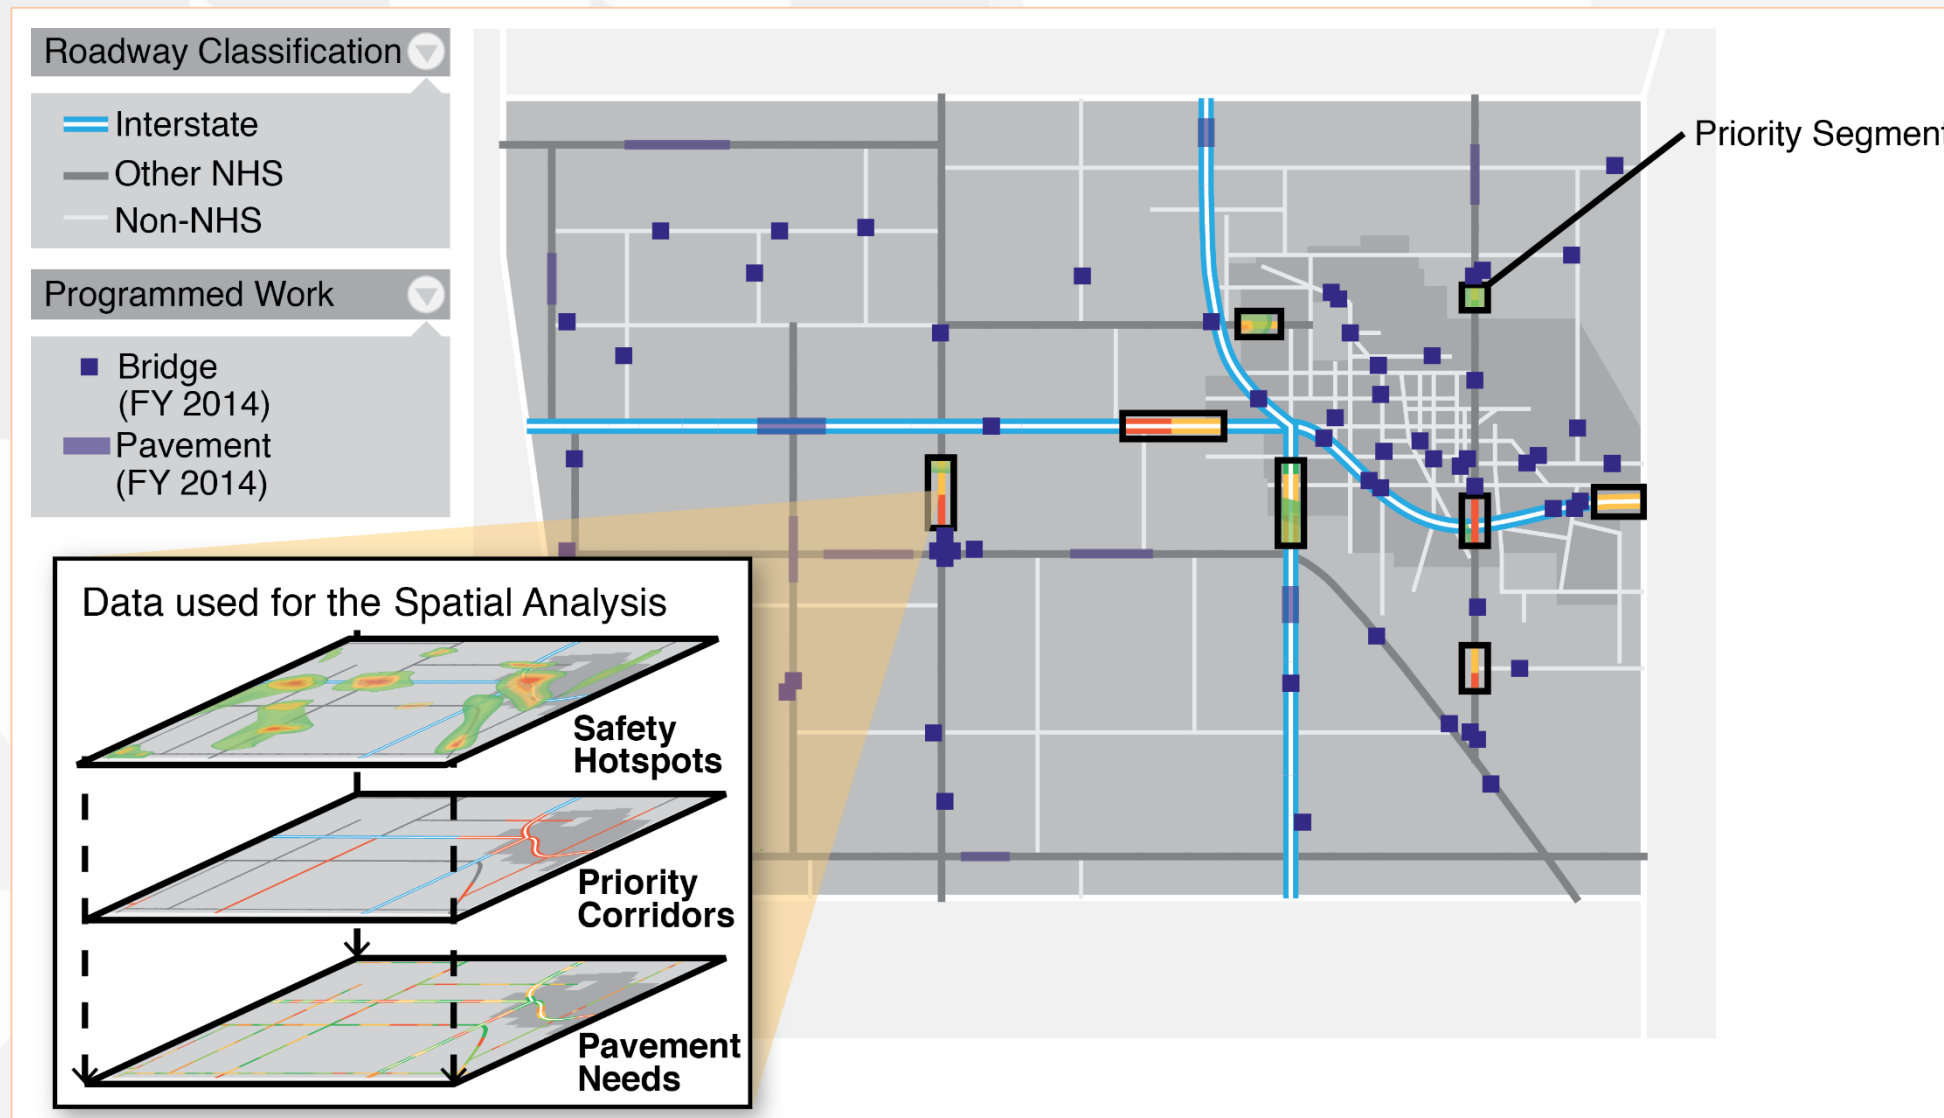 Roadway Classification
Interstate
Other NHS
Non-NHS
Programmed Work
Bridge
(FY 2014)
Pavement
(FY 2014)
Priority Segment
Data used for the Spatial Analysis
Safety
Hotspots
Priority
Corridors
Pavement
Needs